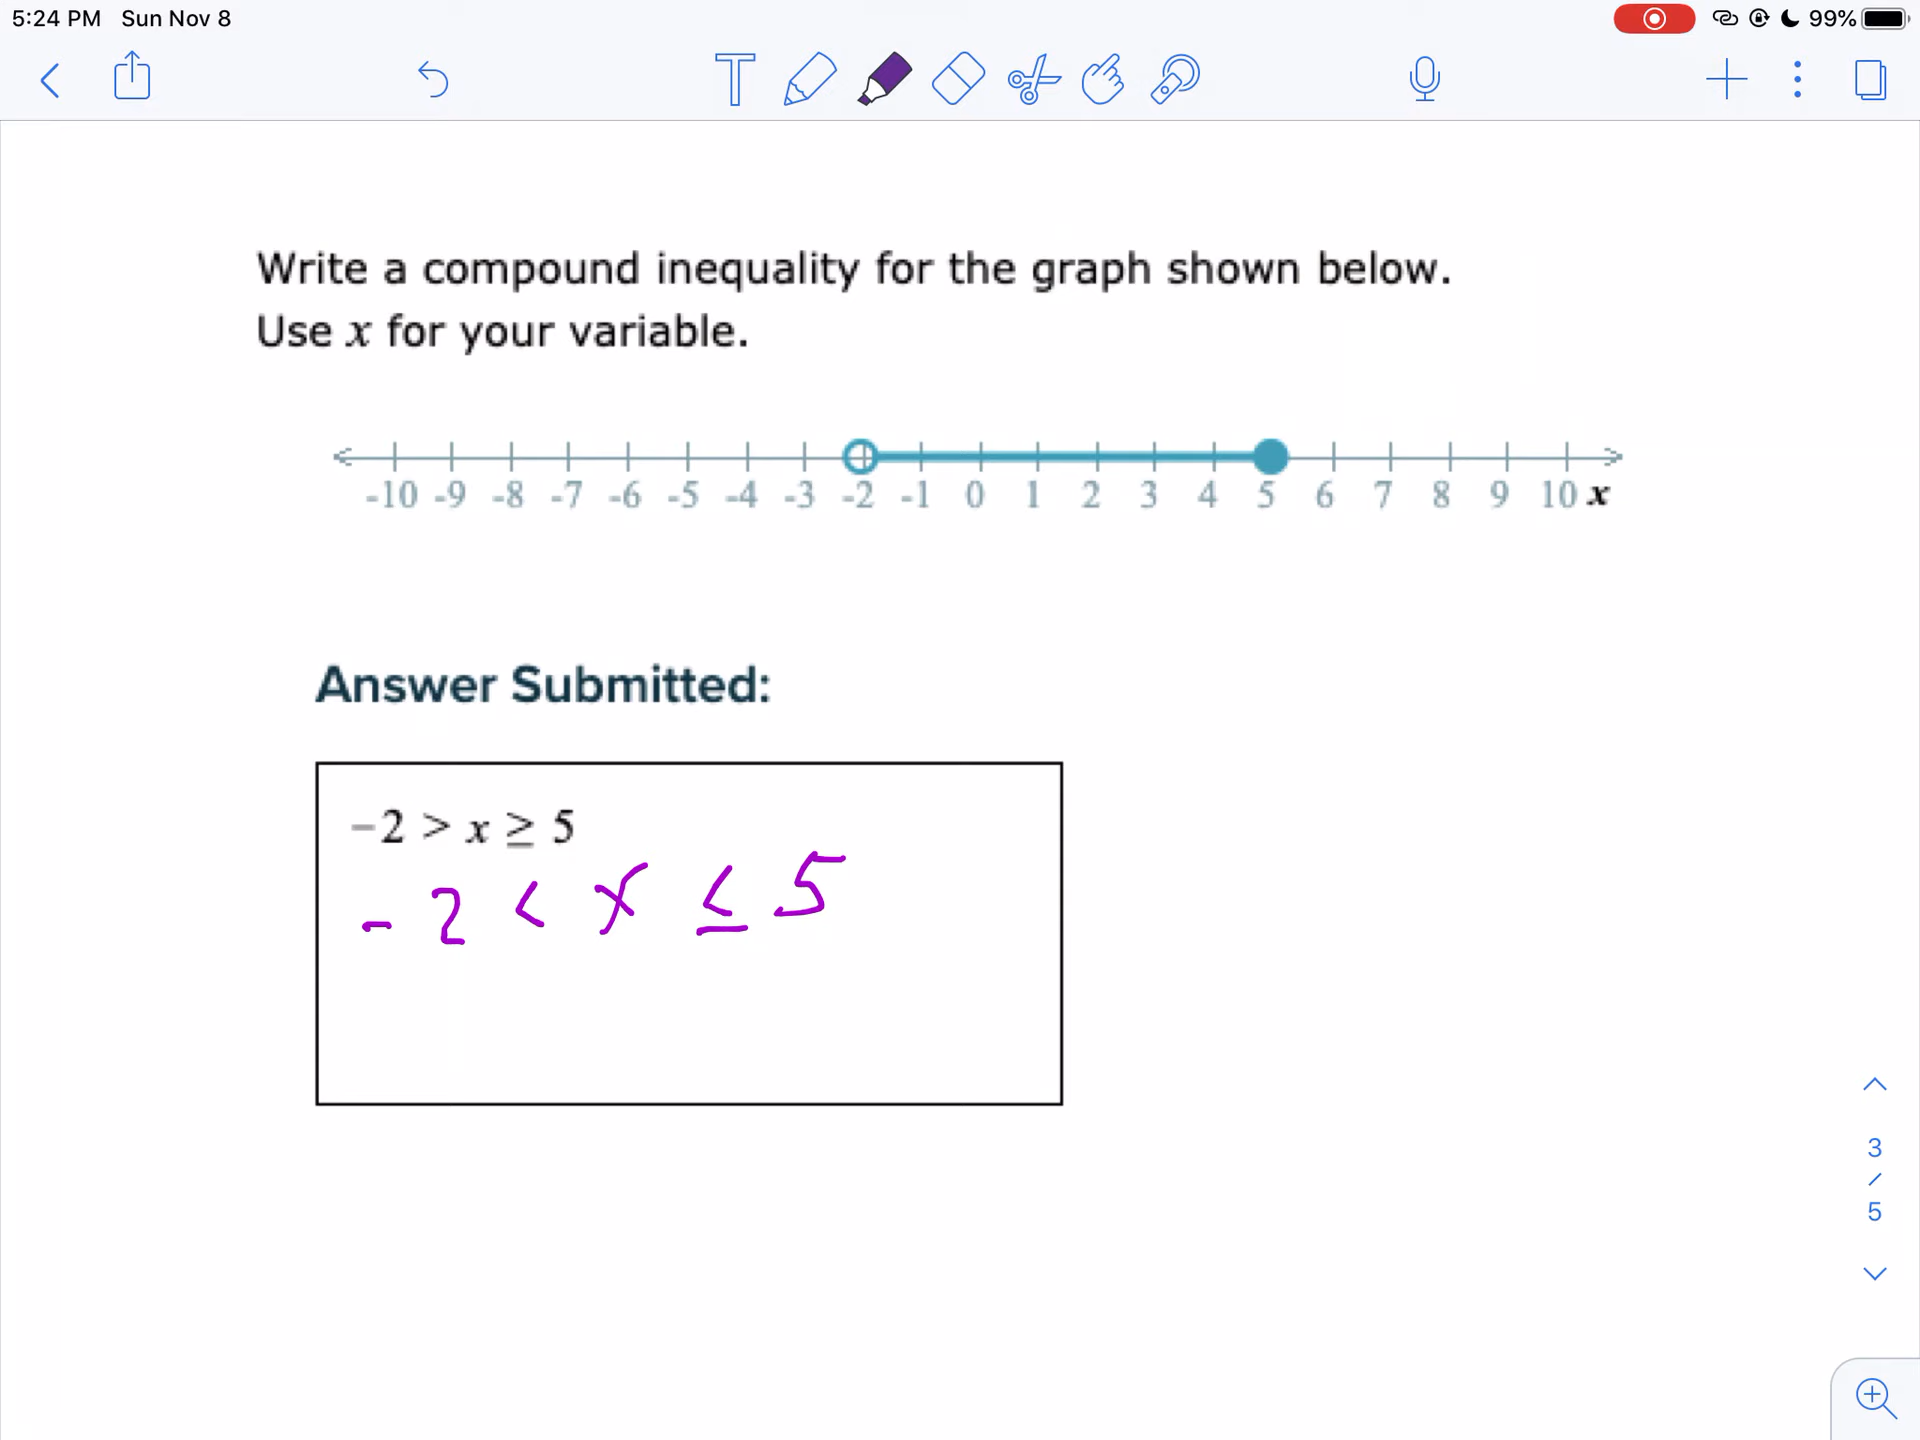 5:24 PM Sun Nov 8 99%
T
Write a compound inequality for the graph shown below.
Use x for your variable.
-10 -9 -8 -7 -6 -5 -4 -3 -2 -1 0 1 2 3 4 5 6 7 8 9 10 x
Answer Submitted:
−2 > x ≥ 5
- 2 < x ≤ 5
3
/
5